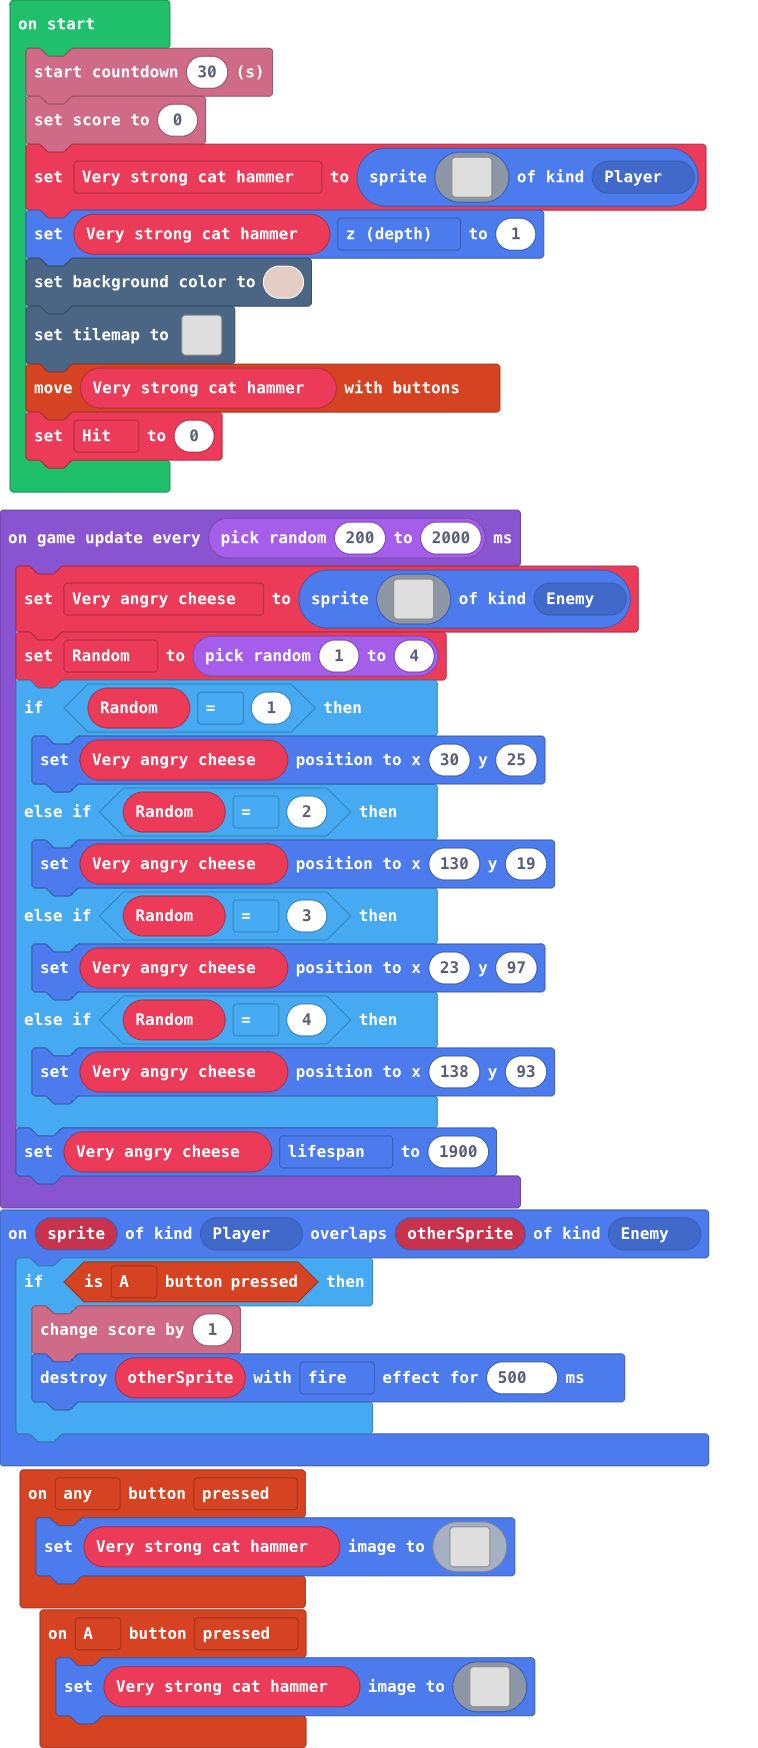 on start
start countdown 30 (s)
set score to 0
set Very strong cat hammer to sprite of kind Player
set Very strong cat hammer z (depth) to 1
set background color to
set tilemap to
move Very strong cat hammer with buttons
set Hit to 0
on game update every pick random 200 to 2000 ms
set Very angry cheese to sprite of kind Enemy
set Random to pick random 1 to 4
if Random = 1 then
set Very angry cheese position to x 30 y 25
else if Random = 2 then
set Very angry cheese position to x 130 y 19
else if Random = 3 then
set Very angry cheese position to x 23 y 97
else if Random = 4 then
set Very angry cheese position to x 138 y 93
set Very angry cheese lifespan to 1900
on sprite of kind Player overlaps otherSprite of kind Enemy
if is A button pressed then
change score by 1
destroy otherSprite with fire effect for 500 ms
on any button pressed
set Very strong cat hammer image to
on A button pressed
set Very strong cat hammer image to